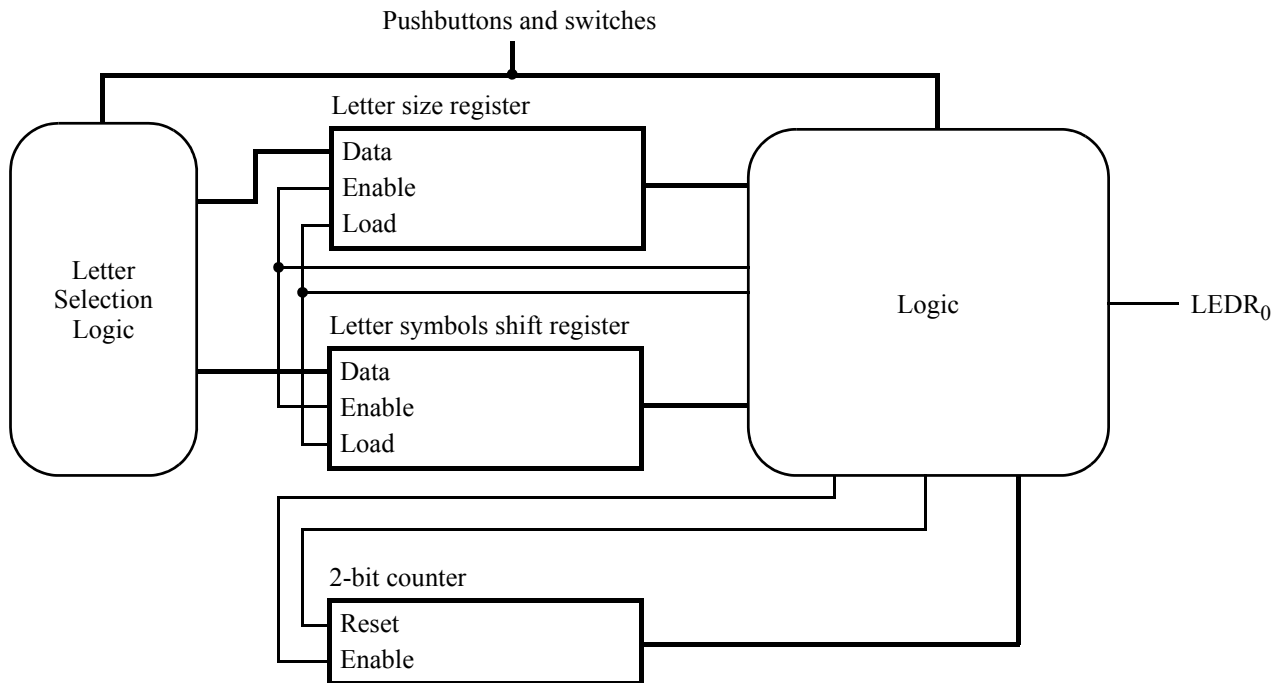 Pushbuttons and switches
Letter size register
Data
Enable
Load
Letter
Selection
Logic
Logic
LEDR0
Letter symbols shift register
Data
Enable
Load
2-bit counter
Reset
Enable